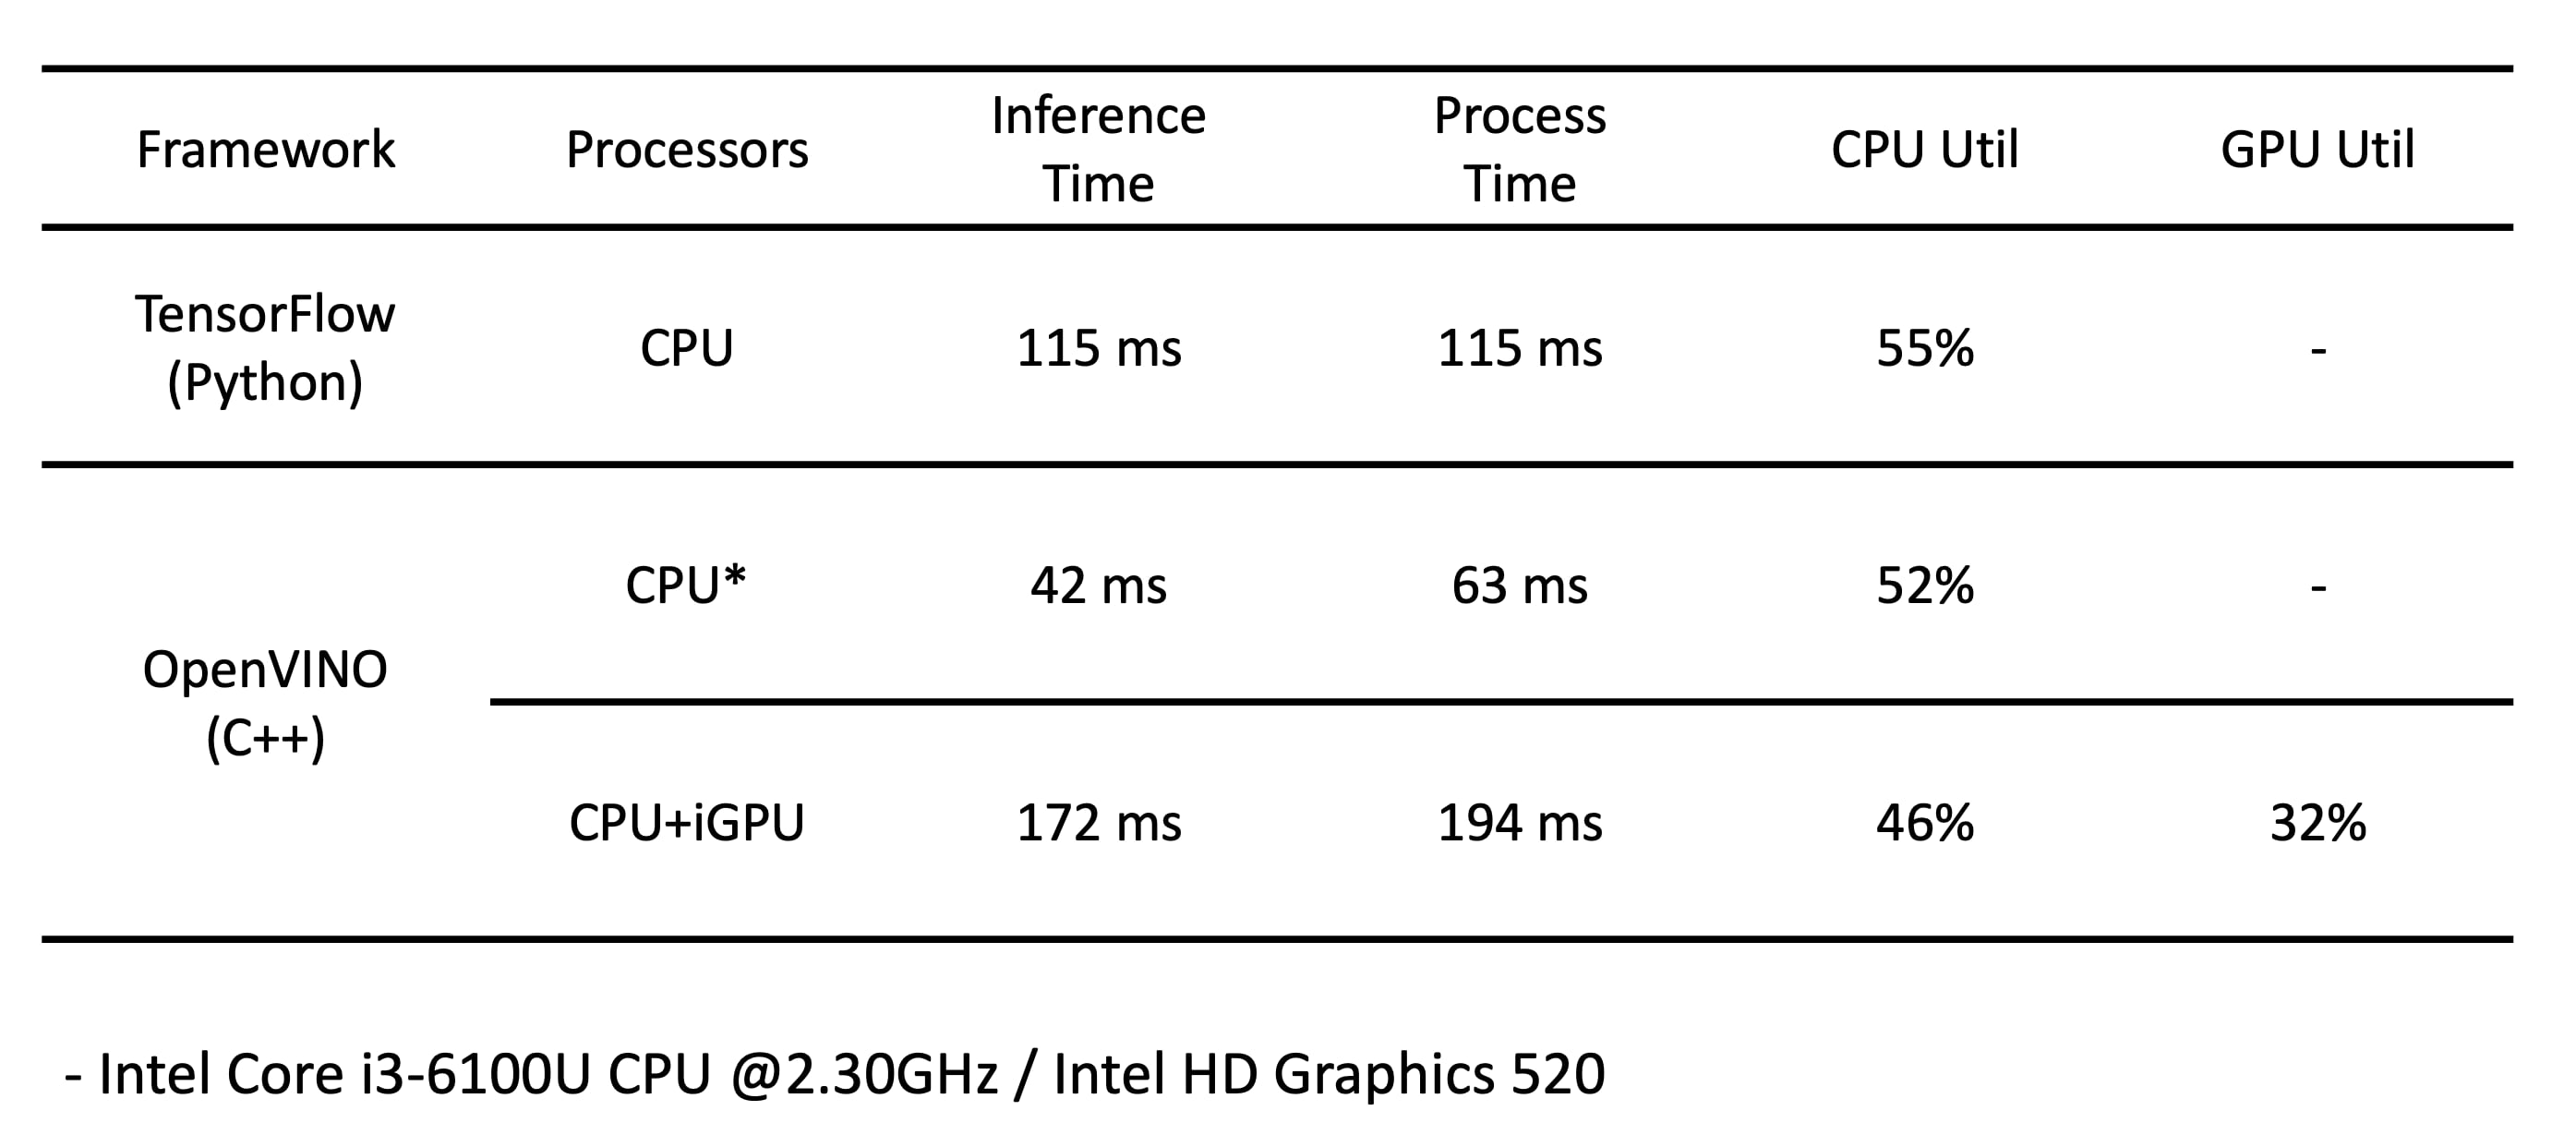 Framework Processors Inference Time Process Time CPU Util GPU Util
TensorFlow (Python) CPU 115 ms 115 ms 55% -
OpenVINO (C++) CPU* 42 ms 63 ms 52% -
CPU+iGPU 172 ms 194 ms 46% 32%
- Intel Core i3-6100U CPU @2.30GHz / Intel HD Graphics 520